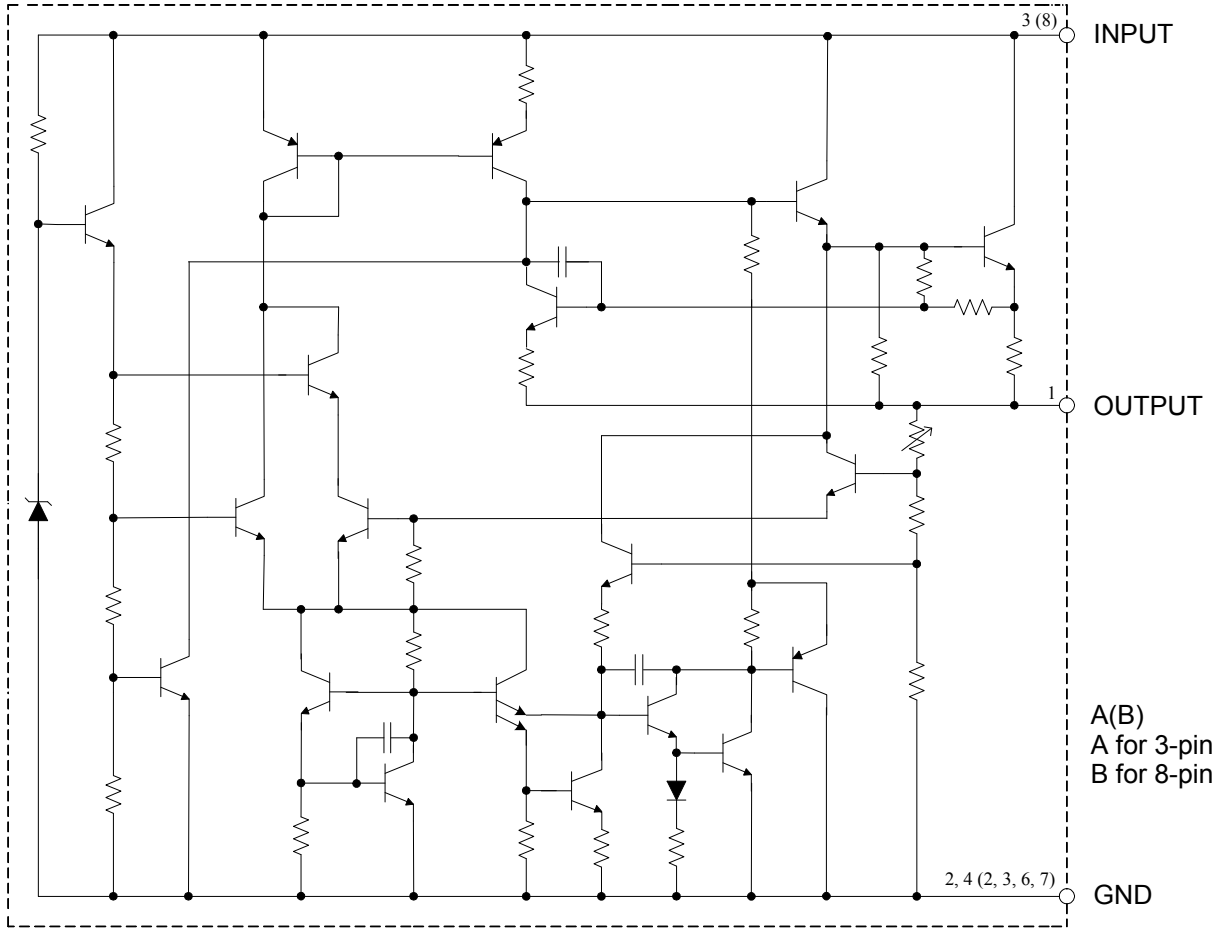 3 (8)
INPUT
1
OUTPUT
A(B)
A for 3-pin
B for 8-pin
2, 4 (2, 3, 6, 7)
GND